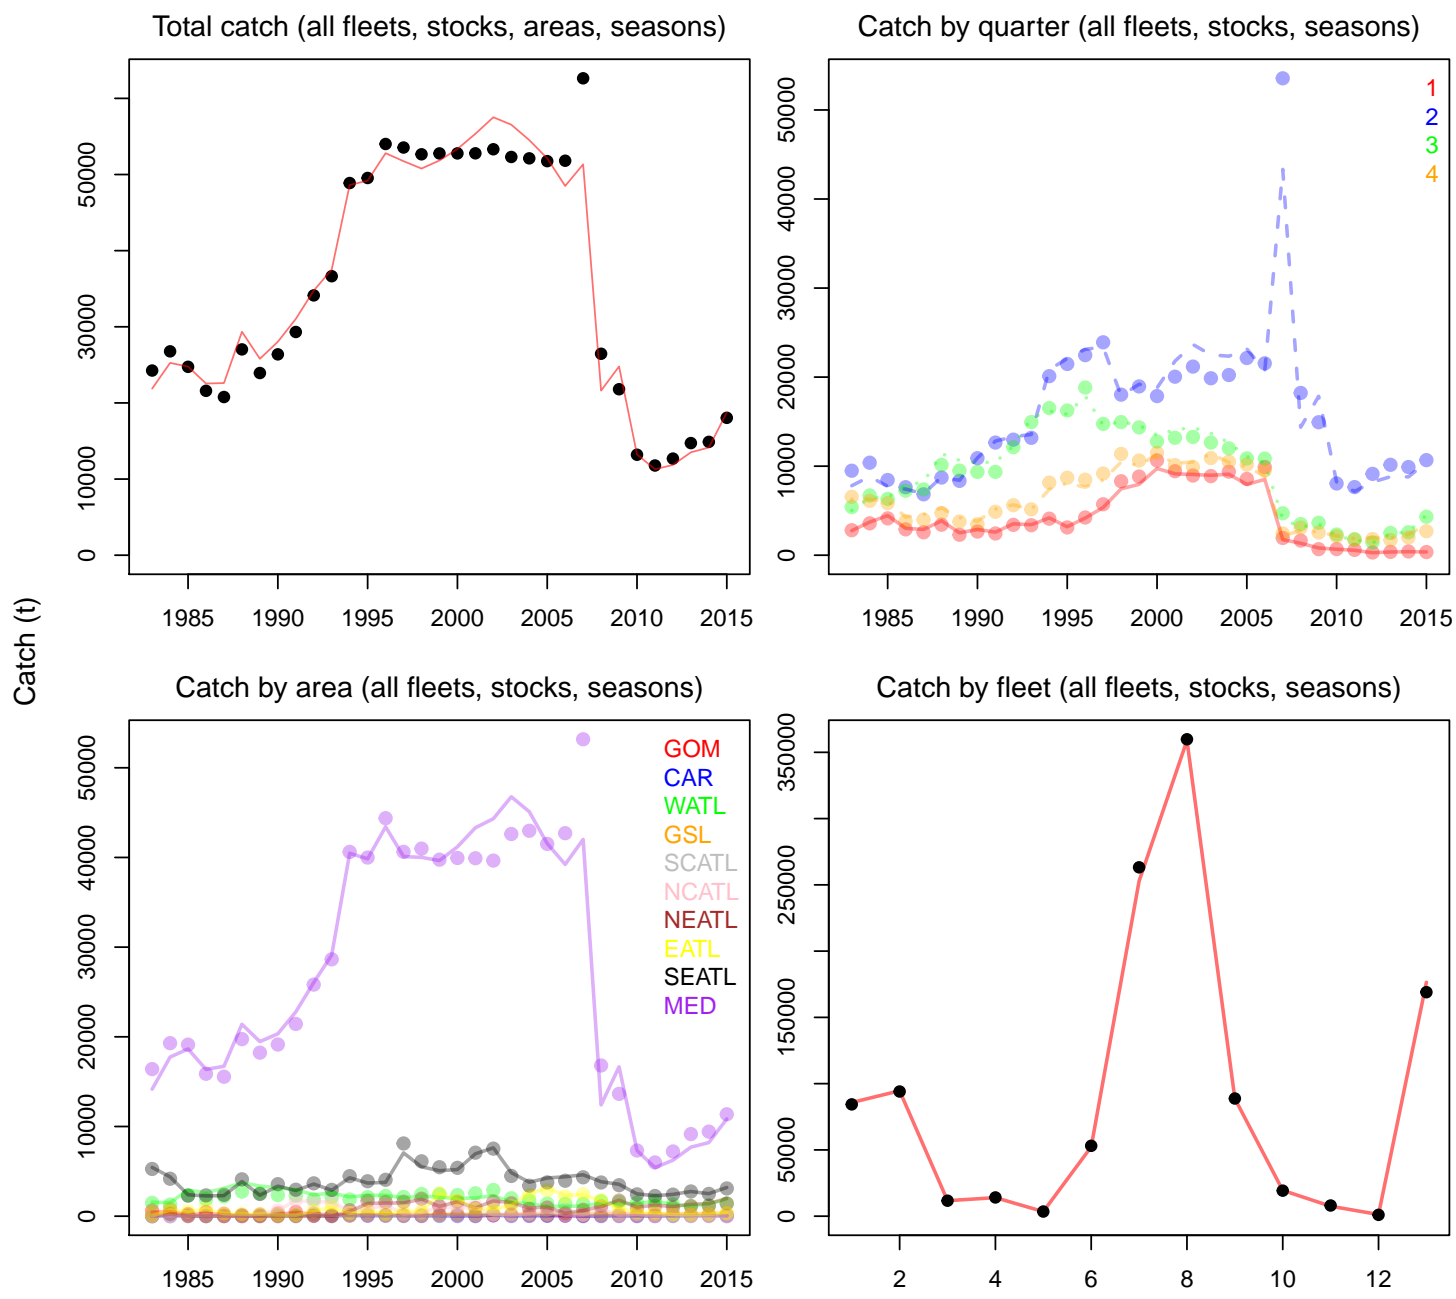 Total catch (all fleets, stocks, areas, seasons)
0
10000
30000
50000
1985 1990 1995 2000 2005 2010 2015
Catch by quarter (all fleets, stocks, seasons)
0
10000
20000
30000
40000
50000
1
2
3
4
1985 1990 1995 2000 2005 2010 2015
Catch (t)
Catch by area (all fleets, stocks, seasons)
0
10000
20000
30000
40000
50000
GOM
CAR
WATL
GSL
SCATL
NCATL
NEATL
EATL
SEATL
MED
1985 1990 1995 2000 2005 2010 2015
Catch by fleet (all fleets, stocks, seasons)
0
50000
150000
250000
350000
2 4 6 8 10 12